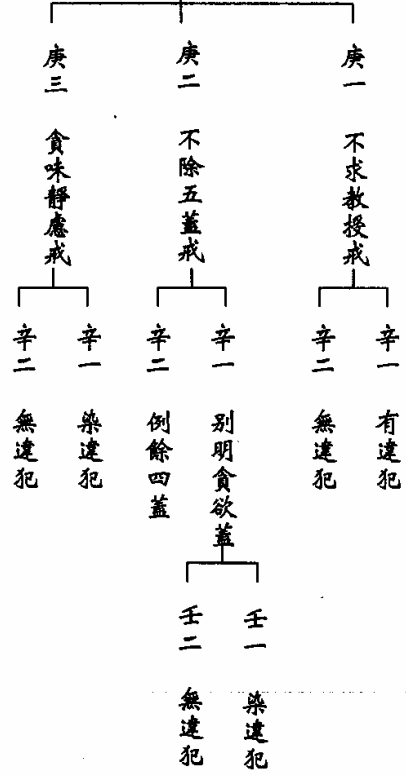 庚一　不求教授戒
庚二　不除五蓋戒
庚三　貪味靜慮戒
辛一　有違犯
辛二　無違犯
辛一　別明貪欲蓋
辛二　例餘四蓋
辛一　染違犯
辛二　無違犯
壬一　染違犯
壬二　無違犯